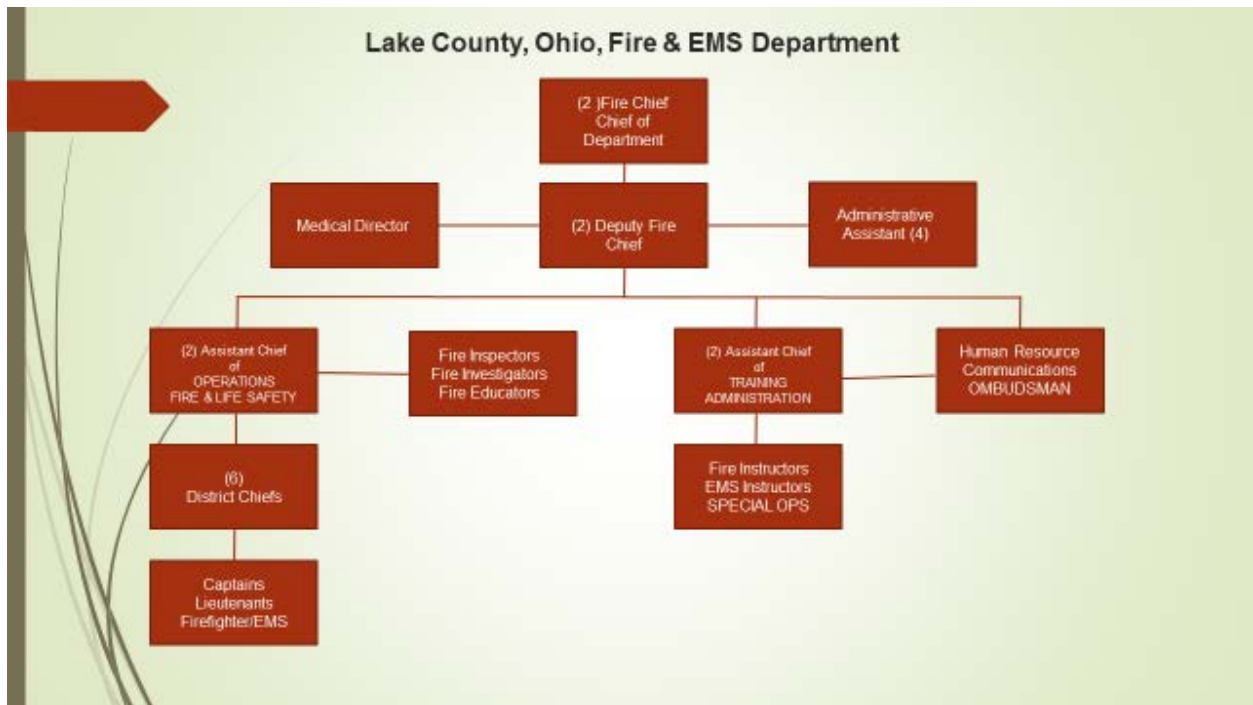 Lake County, Ohio, Fire & EMS Department
(2 )Fire Chief
Chief of
Department
Medical Director
(2) Deputy Fire
Chief
Administrative
Assistant (4)
(2) Assistant Chief
of
OPERATIONS
FIRE & LIFE SAFETY
Fire Inspectors
Fire Investigators
Fire Educators
(2) Assistant Chief
of
TRAINING
ADMINISTRATION
Human Resource
Communications
OMBUDSMAN
(6)
District Chiefs
Fire Instructors
EMS Instructors
SPECIAL OPS
Captains
Lieutenants
Firefighter/EMS